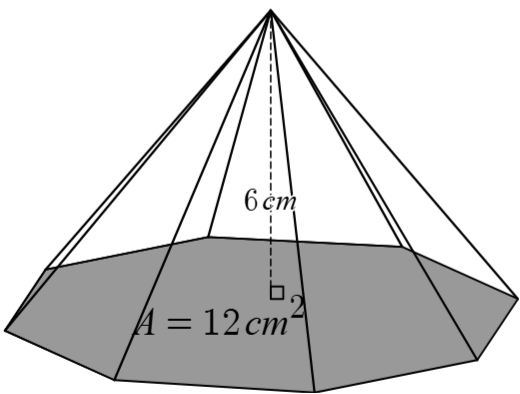 6 cm
A = 12 cm²